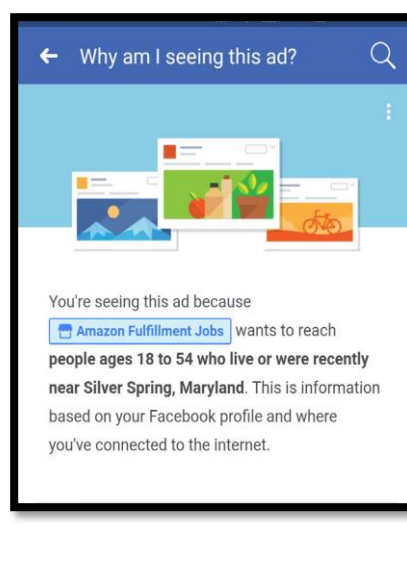 Why am I seeing this ad?
You're seeing this ad because
Amazon Fulfillment Jobs wants to reach
people ages 18 to 54 who live or were recently
near Silver Spring, Maryland. This is information
based on your Facebook profile and where
you've connected to the internet.